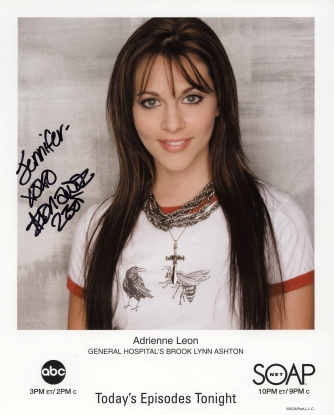 Jennifer-
XOXO
Adrienne Leon
GENERAL HOSPITAL'S BROOK LYNN ASHTON
abc
3PM ET/2PM C
SOAP
NET
10PM ET/9PM C
Today's Episodes Tonight